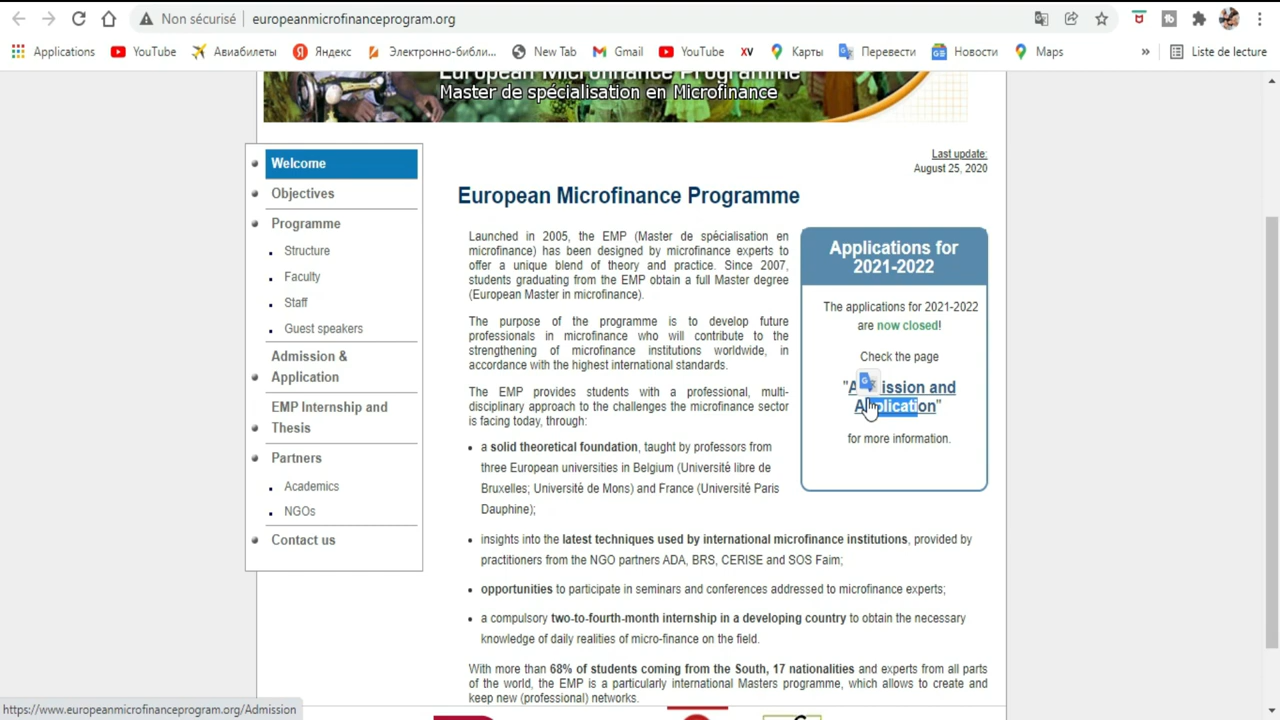 Non sécurisé
europeanmicrofinanceprogram.org
Applications
YouTube
Авиабилеты
Яндекс
Электронно-библи...
New Tab
Gmail
YouTube
XV
Карты
Перевести
Новости
Maps
»
Liste de lecture
European Microfinance Programme
Master de spécialisation en Microfinance
Welcome
Objectives
Programme
Structure
Faculty
Staff
Guest speakers
Admission &
Application
EMP Internship and
Thesis
Partners
Academics
NGOs
Contact us
Last update:
August 25, 2020
European Microfinance Programme
Launched in 2005, the EMP (Master de spécialisation en
microfinance) has been designed by microfinance experts to
offer a unique blend of theory and practice. Since 2007,
students graduating from the EMP obtain a full Master degree
(European Master in microfinance).
The purpose of the programme is to develop future
professionals in microfinance who will contribute to the
strengthening of microfinance institutions worldwide, in
accordance with the highest international standards.
The EMP provides students with a professional, multi-
disciplinary approach to the challenges the microfinance sector
is facing today, through:
a solid theoretical foundation, taught by professors from
three European universities in Belgium (Université libre de
Bruxelles; Université de Mons) and France (Université Paris
Dauphine);
insights into the latest techniques used by international microfinance institutions, provided by
practitioners from the NGO partners ADA, BRS, CERISE and SOS Faim;
opportunities to participate in seminars and conferences addressed to microfinance experts;
a compulsory two-to-fourth-month internship in a developing country to obtain the necessary
knowledge of daily realities of micro-finance on the field.
With more than 68% of students coming from the South, 17 nationalities and experts from all parts
of the world, the EMP is a particularly international Masters programme, which allows to create and
keep new (professional) networks.
Applications for
2021-2022
The applications for 2021-2022
are now closed!
Check the page
"Admission and
Application"
for more information.
https://www.europeanmicrofinanceprogram.org/Admission